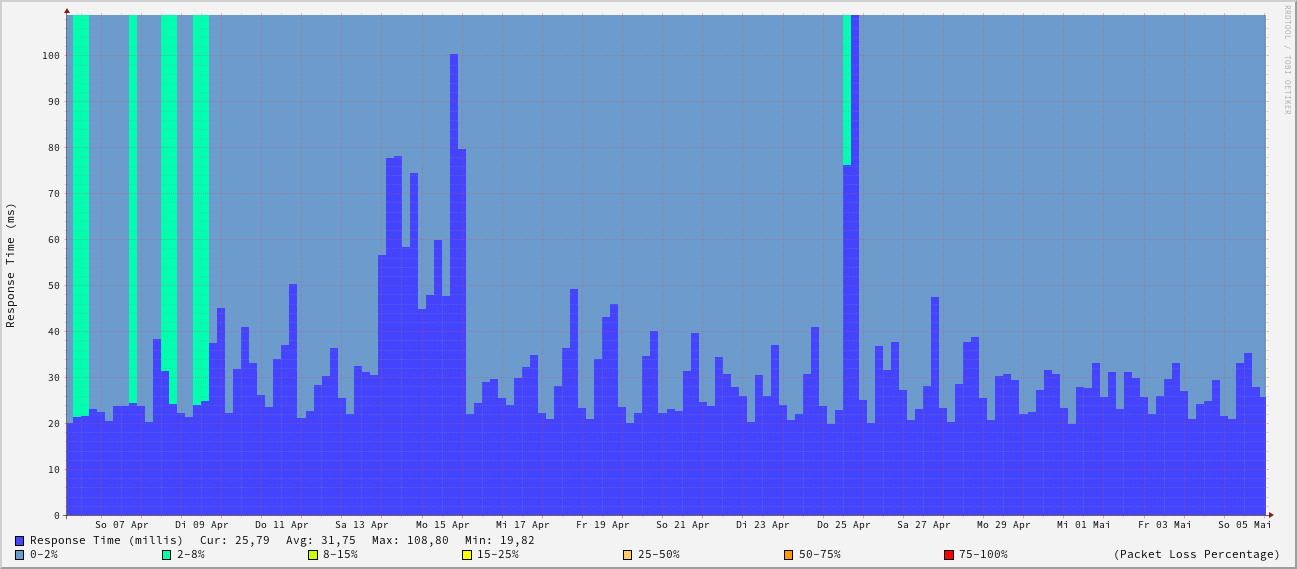 RRDTOOL / TOBI OETIKER
Response Time (ms)
100
90
80
70
60
50
40
30
20
10
0
So 07 Apr Di 09 Apr Do 11 Apr Sa 13 Apr Mo 15 Apr Mi 17 Apr Fr 19 Apr So 21 Apr Di 23 Apr Do 25 Apr Sa 27 Apr Mo 29 Apr Mi 01 Mai Fr 03 Mai So 05 Mai
Response Time (millis) Cur: 25,79 Avg: 31,75 Max: 108,80 Min: 19,82
0-2% 2-8% 8-15% 15-25% 25-50% 50-75% 75-100% (Packet Loss Percentage)